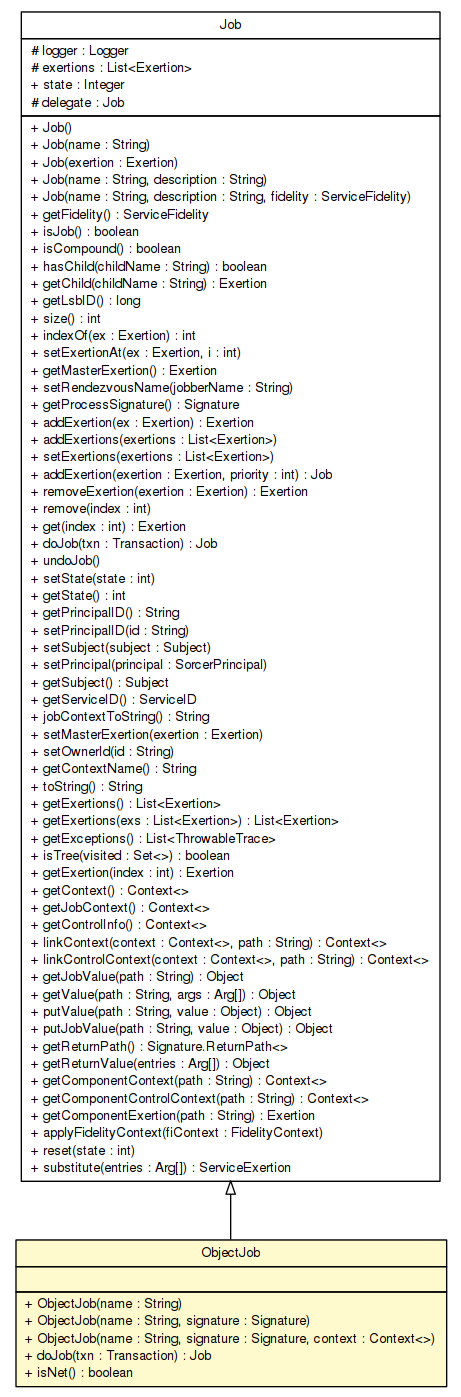 Job
# logger : Logger
# exertions : List<Exertion>
+ state : Integer
# delegate : Job
+ Job()
+ Job(name : String)
+ Job(exertion : Exertion)
+ Job(name : String, description : String)
+ Job(name : String, description : String, fidelity : ServiceFidelity)
+ getFidelity() : ServiceFidelity
+ isJob() : boolean
+ isCompound() : boolean
+ hasChild(childName : String) : boolean
+ getChild(childName : String) : Exertion
+ getLsbID() : long
+ size() : int
+ indexOf(ex : Exertion) : int
+ setExertionAt(ex : Exertion, i : int)
+ getMasterExertion() : Exertion
+ setRendezvousName(jobberName : String)
+ getProcessSignature() : Signature
+ addExertion(ex : Exertion) : Exertion
+ addExertions(exertions : List<Exertion>)
+ setExertions(exertions : List<Exertion>)
+ addExertion(exertion : Exertion, priority : int) : Job
+ removeExertion(exertion : Exertion) : Exertion
+ remove(index : int)
+ get(index : int) : Exertion
+ doJob(txn : Transaction) : Job
+ undoJob()
+ setState(state : int)
+ getState() : int
+ getPrincipalID() : String
+ setPrincipalID(id : String)
+ setSubject(subject : Subject)
+ setPrincipal(principal : SorcerPrincipal)
+ getSubject() : Subject
+ getServiceID() : ServiceID
+ jobContextToString() : String
+ setMasterExertion(exertion : Exertion)
+ setOwnerId(id : String)
+ getContextName() : String
+ toString() : String
+ getExertions() : List<Exertion>
+ getExertions(exs : List<Exertion>) : List<Exertion>
+ getExceptions() : List<ThrowableTrace>
+ isTree(visited : Set<>) : boolean
+ getExertion(index : int) : Exertion
+ getContext() : Context<>
+ getJobContext() : Context<>
+ getControlInfo() : Context<>
+ linkContext(context : Context<>, path : String) : Context<>
+ linkControlContext(context : Context<>, path : String) : Context<>
+ getJobValue(path : String) : Object
+ getValue(path : String, args : Arg[]) : Object
+ putValue(path : String, value : Object) : Object
+ putJobValue(path : String, value : Object) : Object
+ getReturnPath() : Signature.ReturnPath<>
+ getReturnValue(entries : Arg[]) : Object
+ getComponentContext(path : String) : Context<>
+ getComponentControlContext(path : String) : Context<>
+ getComponentExertion(path : String) : Exertion
+ applyFidelityContext(fiContext : FidelityContext)
+ reset(state : int)
+ substitute(entries : Arg[]) : ServiceExertion
ObjectJob
+ ObjectJob(name : String)
+ ObjectJob(name : String, signature : Signature)
+ ObjectJob(name : String, signature : Signature, context : Context<>)
+ doJob(txn : Transaction) : Job
+ isNet() : boolean